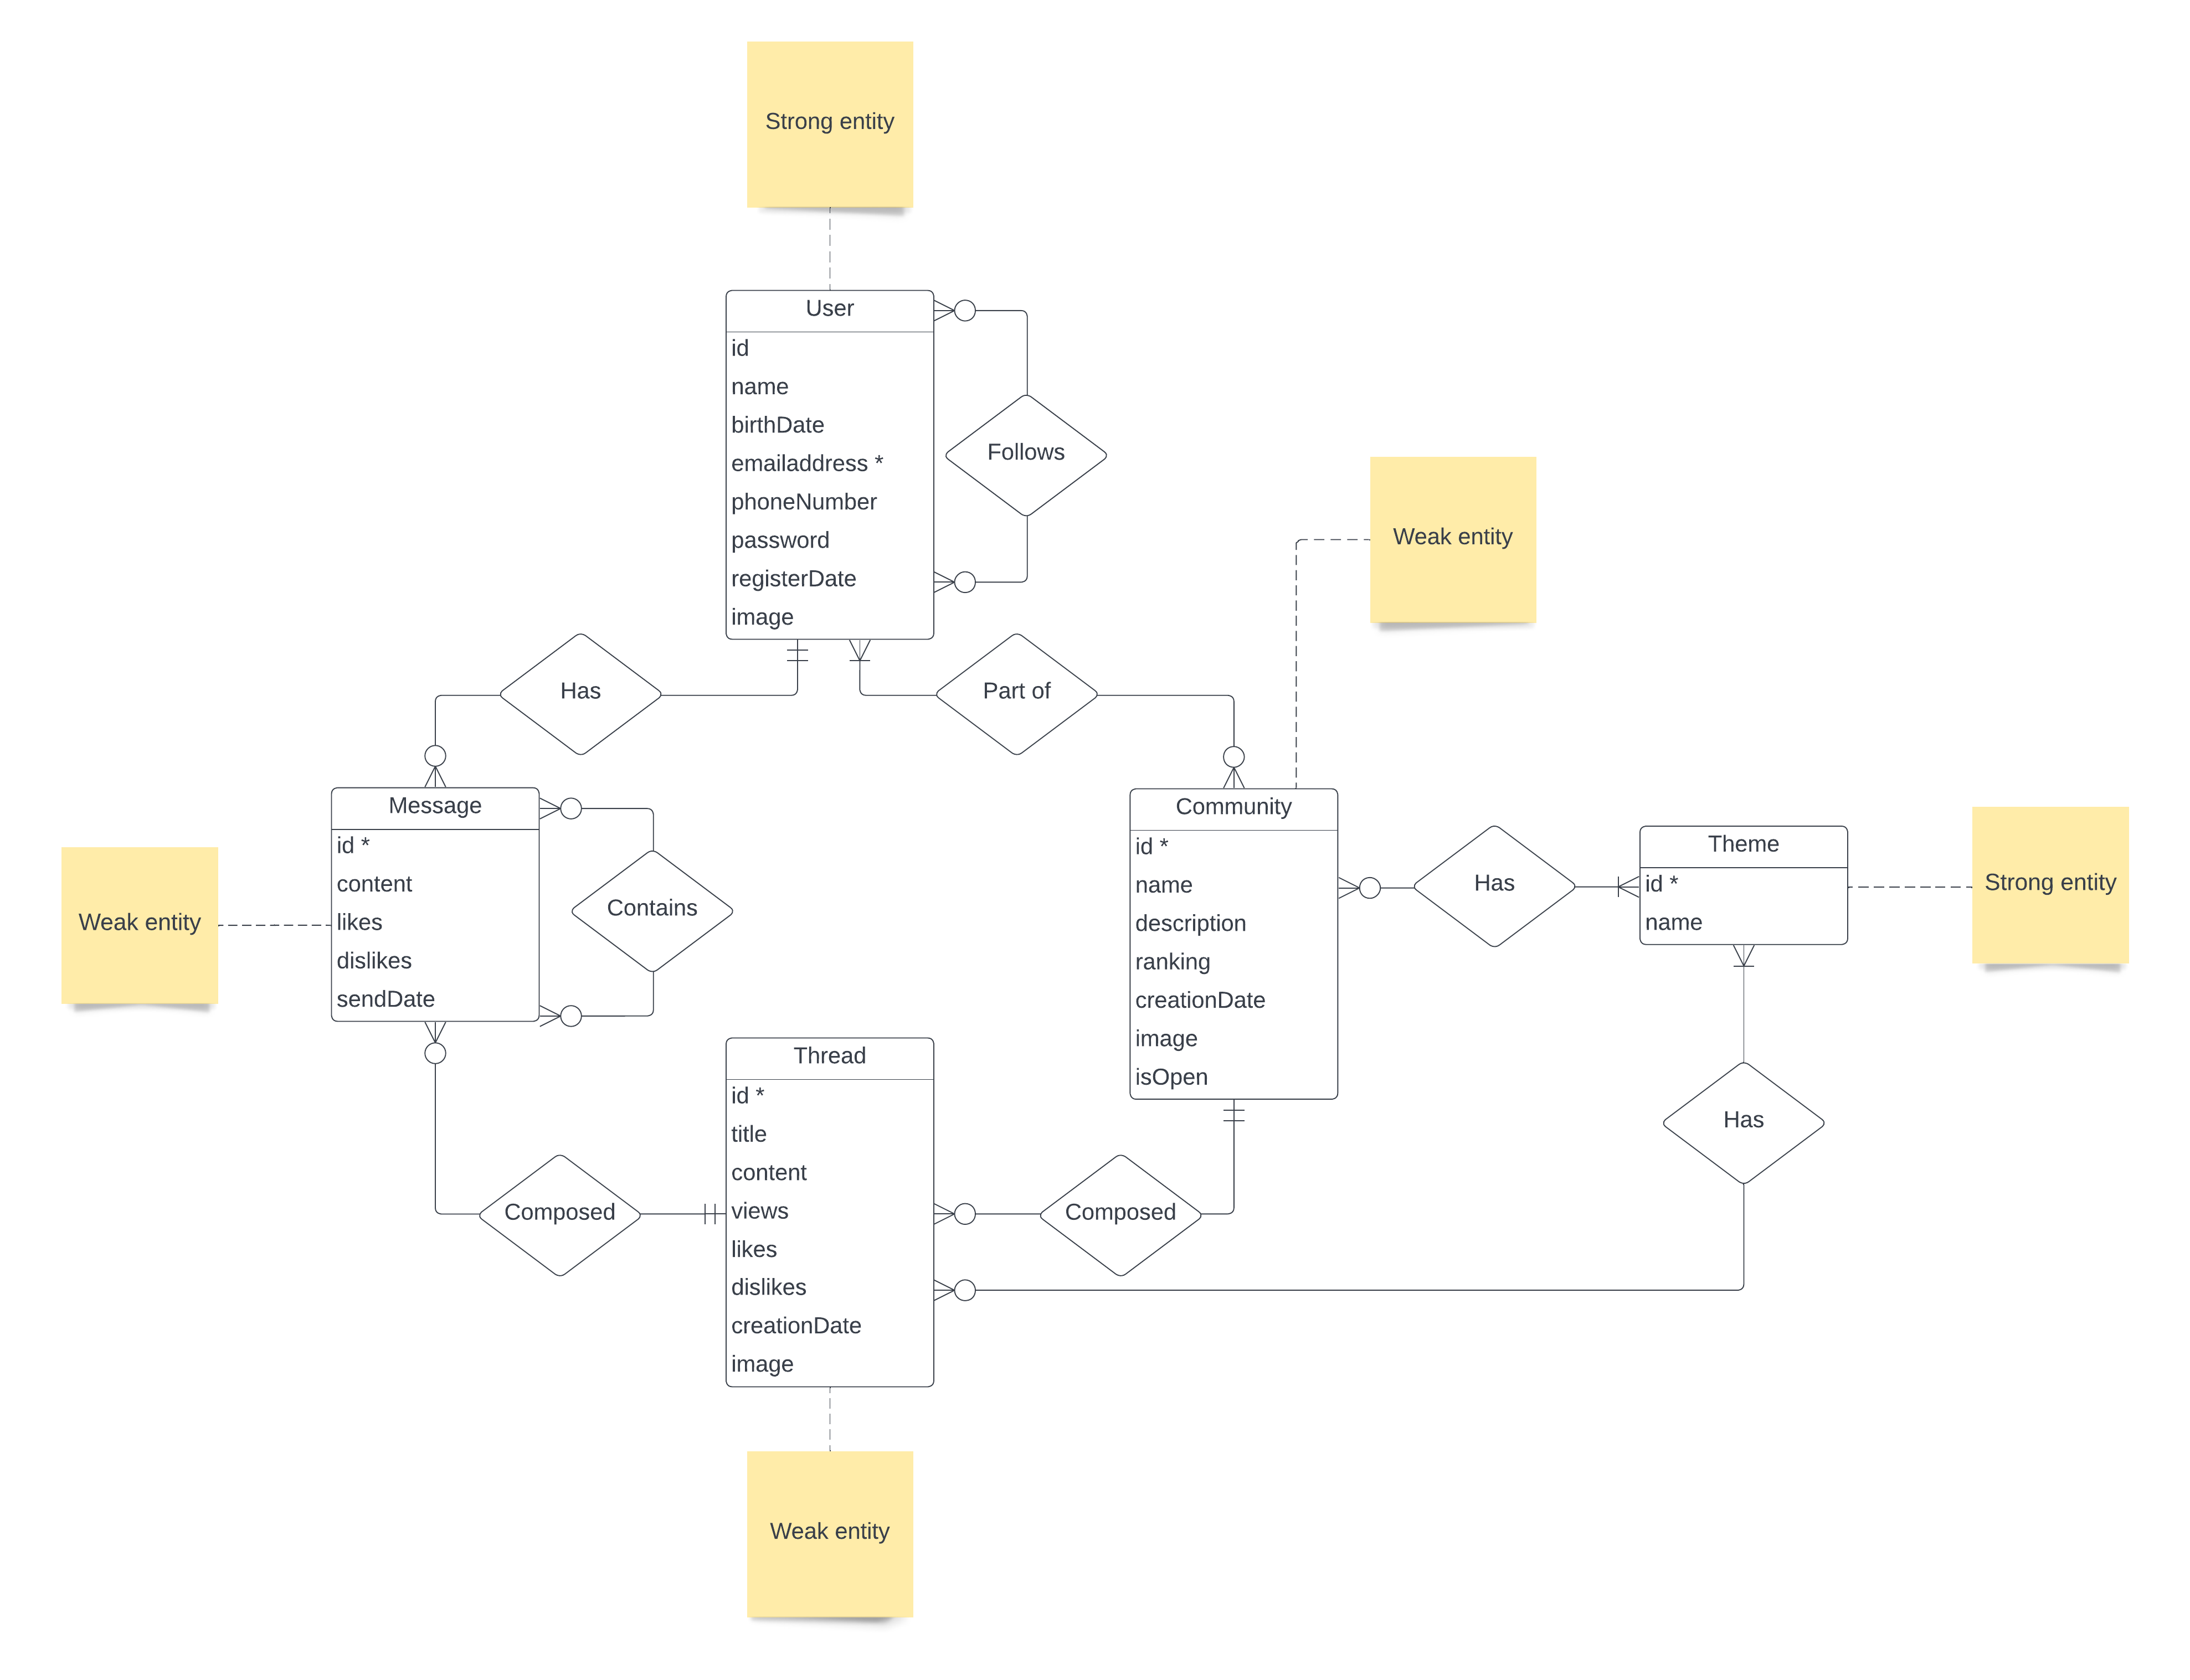 Strong entity
User
id
name
birthDate
emailaddress *
phoneNumber
password
registerDate
image
Follows
Weak entity
Has
Part of
Message
id *
content
likes
dislikes
sendDate
Contains
Weak entity
Community
id *
name
description
ranking
creationDate
image
isOpen
Has
Theme
id *
name
Strong entity
Thread
id *
title
content
views
likes
dislikes
creationDate
image
Composed
Composed
Has
Weak entity